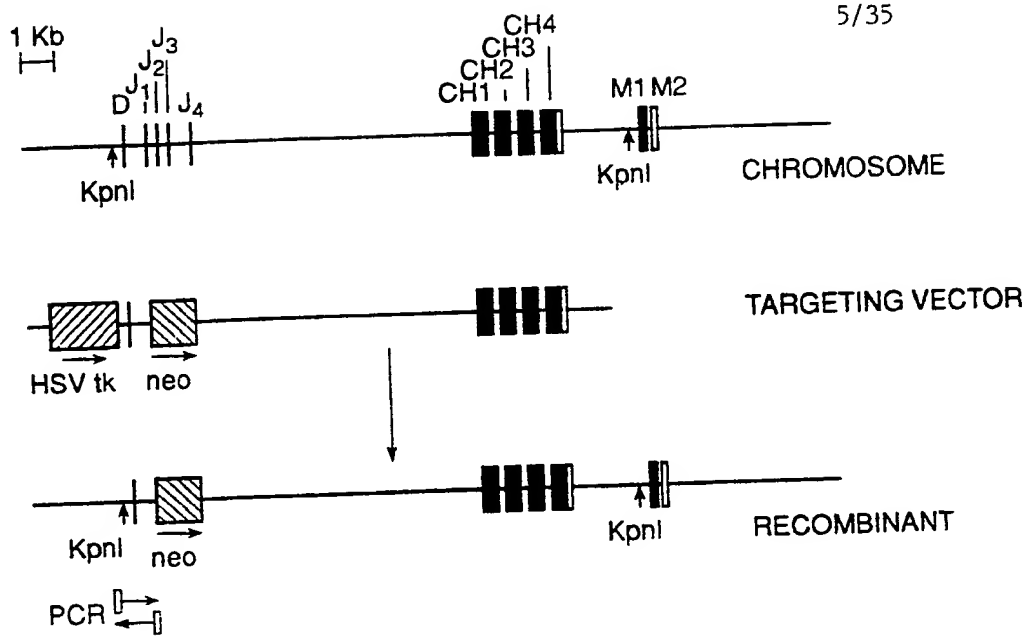 5/35
1 Kb
D
J1
J2
J3
J4
CH1
CH2
CH3
CH4
M1 M2
KpnI
KpnI
CHROMOSOME
HSV tk
neo
TARGETING VECTOR
KpnI
neo
KpnI
RECOMBINANT
PCR